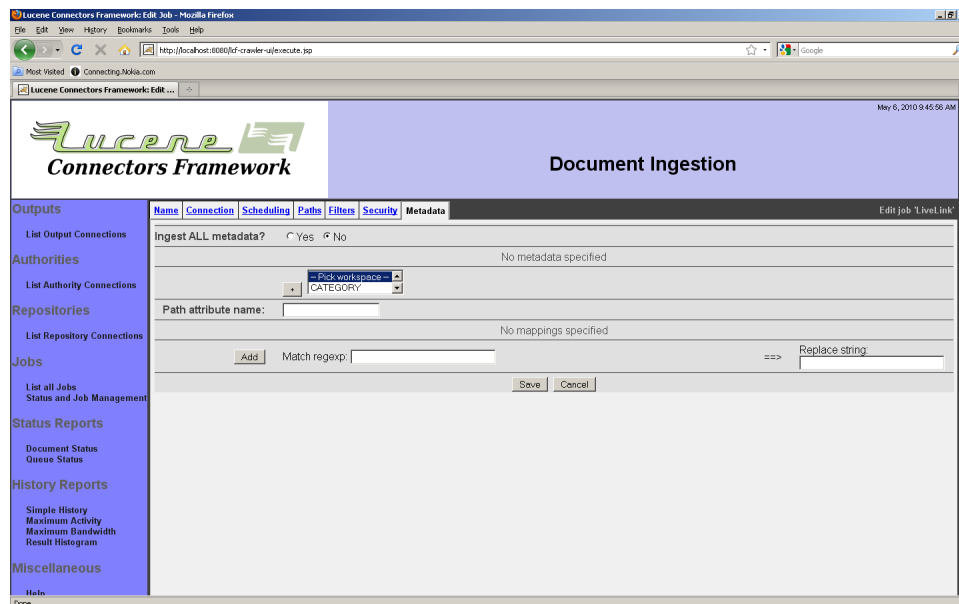 Lucene Connectors Framework: Edit Job - Mozilla Firefox
File Edit View History Bookmarks Tools Help
http://localhost:8080/lcf-crawler-ui/execute.jsp
Google
Most Visited Connecting.Nokia.com
Lucene Connectors Framework: Edit ...
May 6, 2010 9:45:56 AM
Lucene
Connectors Framework
Document Ingestion
Outputs
List Output Connections
Authorities
List Authority Connections
Repositories
List Repository Connections
Jobs
List all Jobs
Status and Job Management
Status Reports
Document Status
Queue Status
History Reports
Simple History
Maximum Activity
Maximum Bandwidth
Result Histogram
Miscellaneous
Help
Name Connection Scheduling Paths Filters Security Metadata
Edit job 'LiveLink'
Ingest ALL metadata? Yes No
No metadata specified
+ -- Pick workspace --
CATEGORY
Path attribute name:
No mappings specified
Add Match regexp: ==> Replace string:
Save Cancel
Done